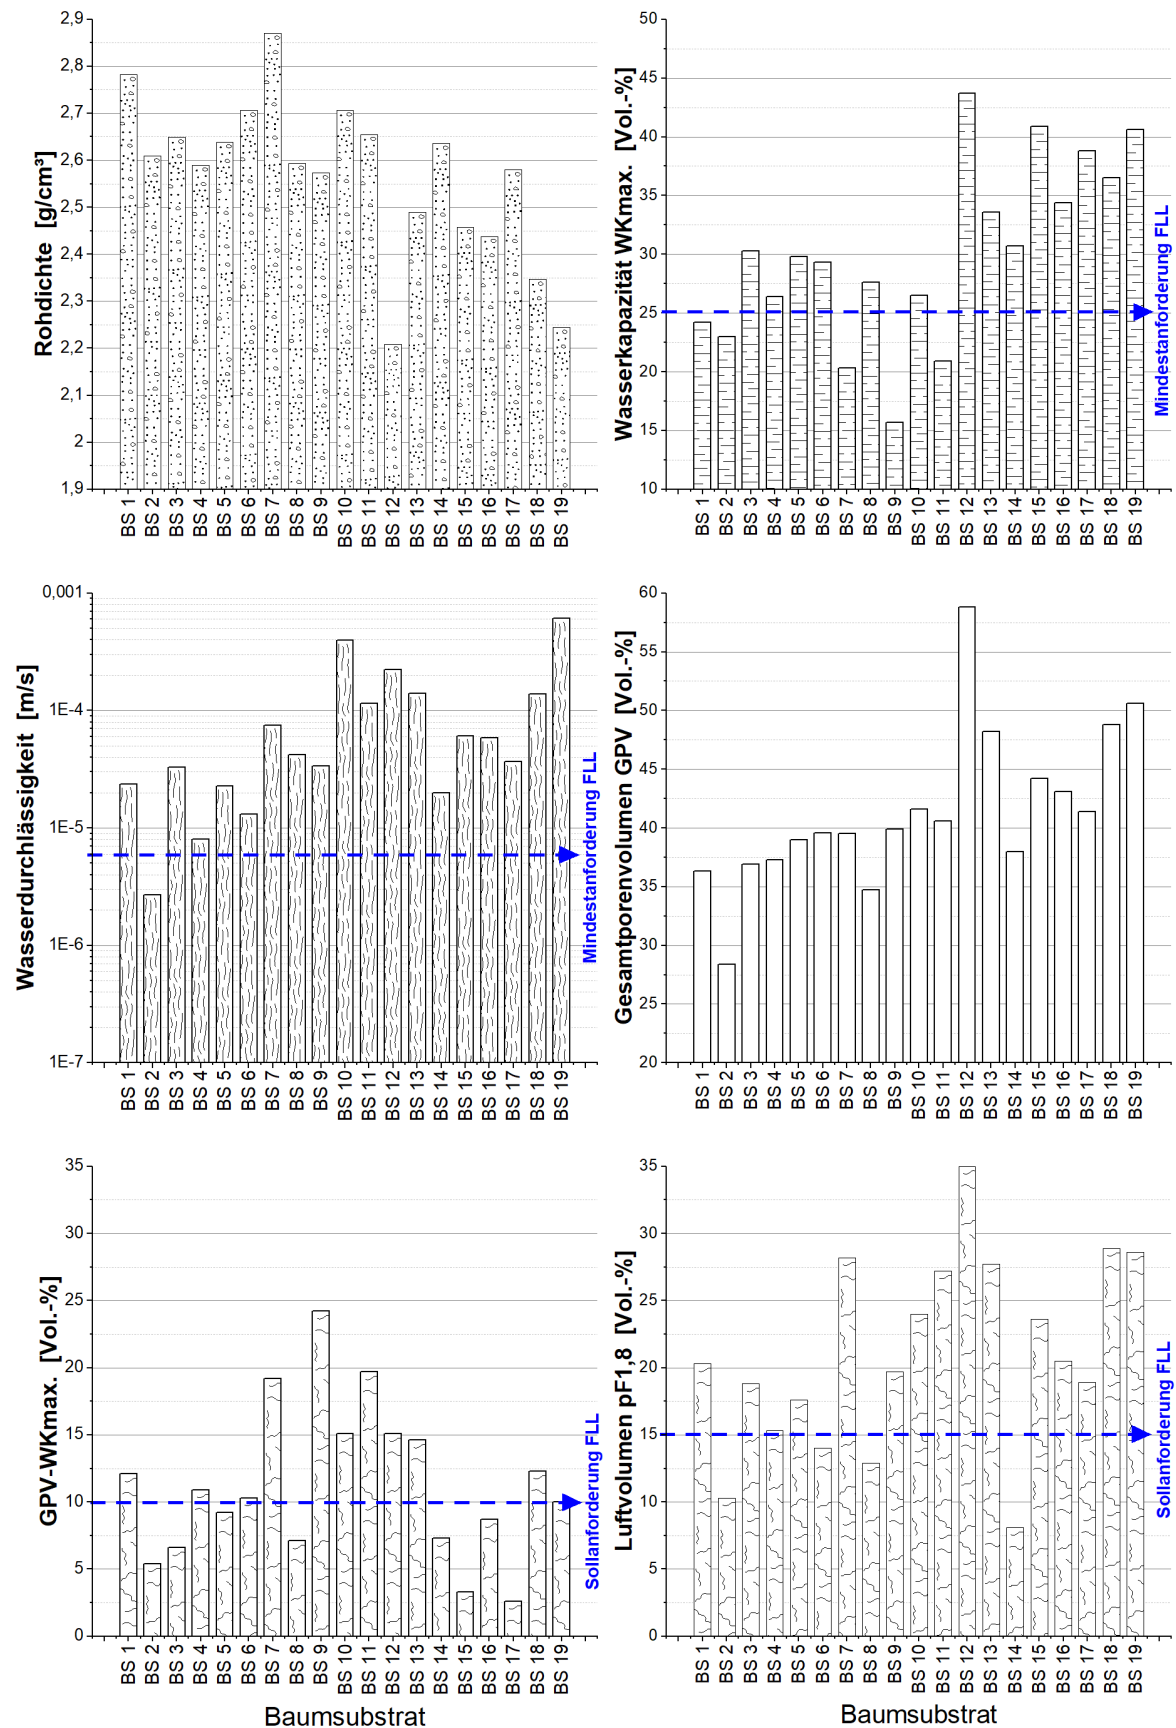 Rohdichte [g/cm³]
2,9
2,8
2,7
2,6
2,5
2,4
2,3
2,2
2,1
2
1,9
BS 1
BS 2
BS 3
BS 4
BS 5
BS 6
BS 7
BS 8
BS 9
BS 10
BS 11
BS 12
BS 13
BS 14
BS 15
BS 16
BS 17
BS 18
BS 19
Wasserkapazität WKmax. [Vol.-%]
50
45
40
35
30
25
20
15
10
Mindestanforderung FLL
BS 1
BS 2
BS 3
BS 4
BS 5
BS 6
BS 7
BS 8
BS 9
BS 10
BS 11
BS 12
BS 13
BS 14
BS 15
BS 16
BS 17
BS 18
BS 19
Wasserdurchlässigkeit [m/s]
0,001
1E-4
1E-5
1E-6
1E-7
Mindestanforderung FLL
BS 1
BS 2
BS 3
BS 4
BS 5
BS 6
BS 7
BS 8
BS 9
BS 10
BS 11
BS 12
BS 13
BS 14
BS 15
BS 16
BS 17
BS 18
BS 19
Gesamtporenvolumen GPV [Vol.-%]
60
55
50
45
40
35
30
25
20
BS 1
BS 2
BS 3
BS 4
BS 5
BS 6
BS 7
BS 8
BS 9
BS 10
BS 11
BS 12
BS 13
BS 14
BS 15
BS 16
BS 17
BS 18
BS 19
GPV-WKmax. [Vol.-%]
35
30
25
20
15
10
5
0
Sollanforderung FLL
BS 1
BS 2
BS 3
BS 4
BS 5
BS 6
BS 7
BS 8
BS 9
BS 10
BS 11
BS 12
BS 13
BS 14
BS 15
BS 16
BS 17
BS 18
BS 19
Baumsubstrat
Luftvolumen pF1,8 [Vol.-%]
35
30
25
20
15
10
5
0
Sollanforderung FLL
BS 1
BS 2
BS 3
BS 4
BS 5
BS 6
BS 7
BS 8
BS 9
BS 10
BS 11
BS 12
BS 13
BS 14
BS 15
BS 16
BS 17
BS 18
BS 19
Baumsubstrat